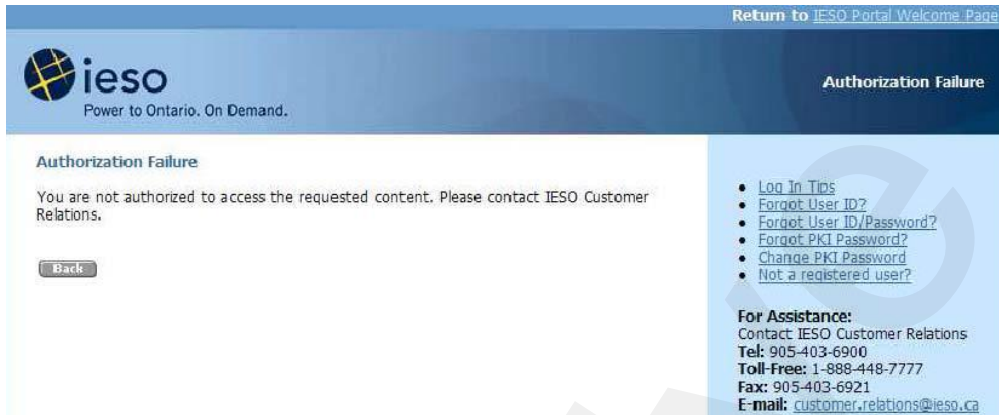 Return to IESO Portal Welcome Page
ieso
Power to Ontario. On Demand.
Authorization Failure
Authorization Failure
You are not authorized to access the requested content. Please contact IESO Customer
Relations.
Back
Log In Tips
Forgot User ID?
Forgot User ID/Password?
Forgot PKI Password?
Change PKI Password
Not a registered user?
For Assistance:
Contact IESO Customer Relations
Tel: 905-403-6900
Toll-Free: 1-888-448-7777
Fax: 905-403-6921
E-mail: customer.relations@ieso.ca